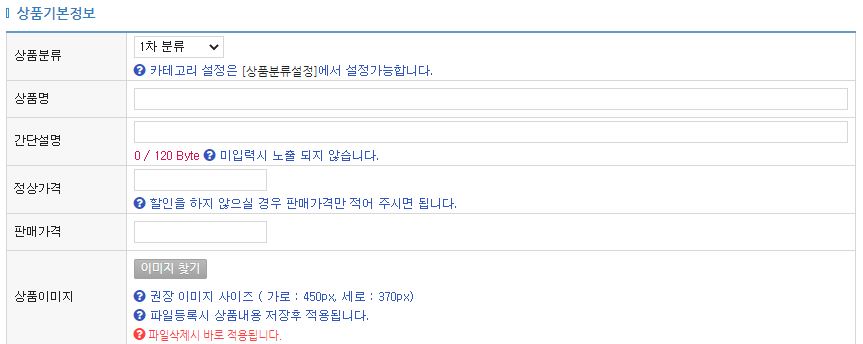 상품기본정보
상품분류
1차 분류
카테고리 설정은 [상품분류설정]에서 설정가능합니다.
상품명
간단설명
0 / 120 Byte 미입력시 노출 되지 않습니다.
정상가격
할인을 하지 않으실 경우 판매가격만 적어 주시면 됩니다.
판매가격
상품이미지
이미지 찾기
권장 이미지 사이즈 ( 가로 : 450px, 세로 : 370px)
파일등록시 상품내용 저장후 적용됩니다.
파일삭제시 바로 적용됩니다.